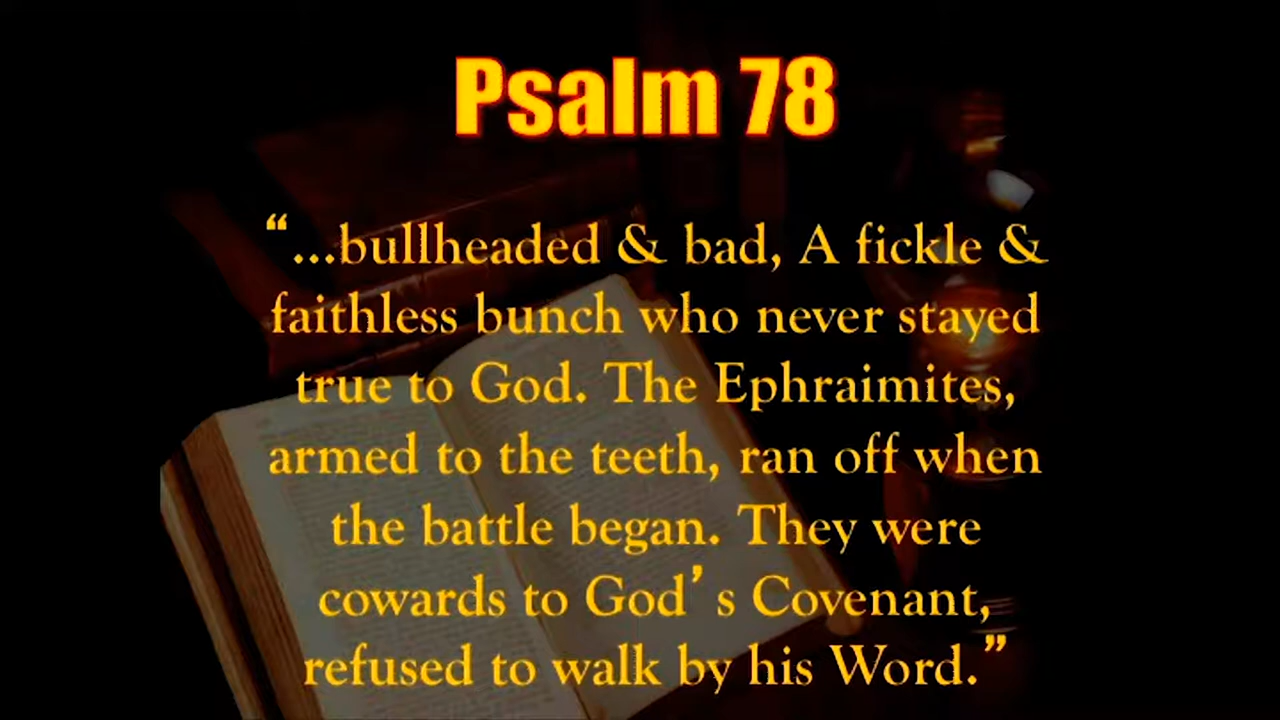 Psalm 78
“...bullheaded & bad, A fickle &
faithless bunch who never stayed
true to God. The Ephraimites,
armed to the teeth, ran off when
the battle began. They were
cowards to God’s Covenant,
refused to walk by his Word.”